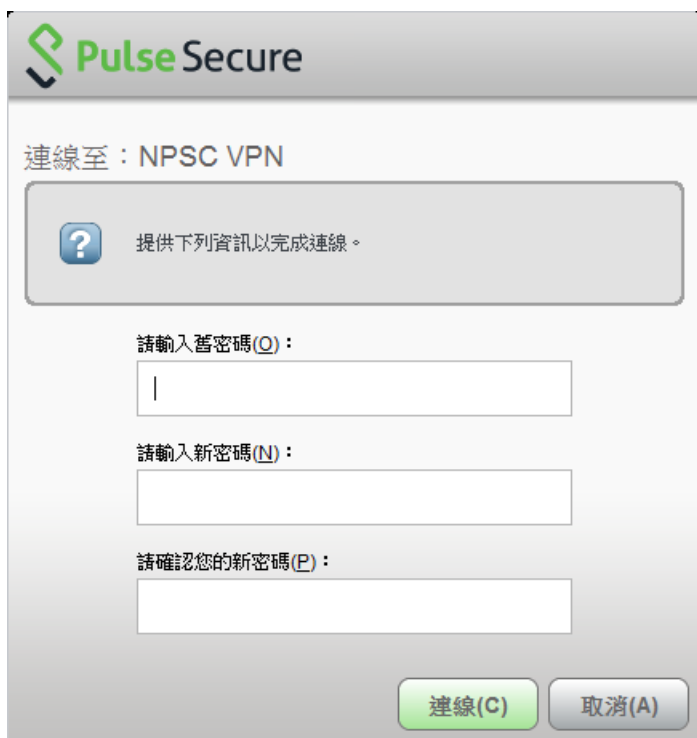 Pulse Secure
連線至：NPSC VPN
?
提供下列資訊以完成連線。
請輸入舊密碼(O)：
請輸入新密碼(N)：
請確認您的新密碼(P)：
連線(C)
取消(A)